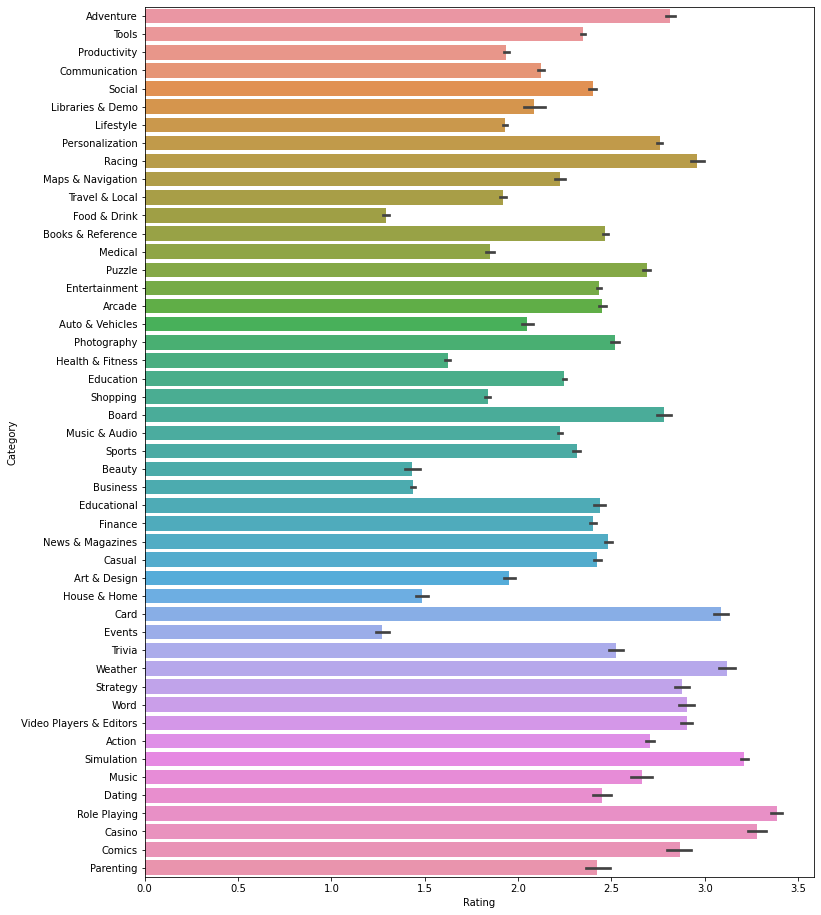 Adventure
Tools
Productivity
Communication
Social
Libraries & Demo
Lifestyle
Personalization
Racing
Maps & Navigation
Travel & Local
Food & Drink
Books & Reference
Medical
Puzzle
Entertainment
Arcade
Auto & Vehicles
Photography
Health & Fitness
Education
Shopping
Board
Music & Audio
Sports
Beauty
Business
Educational
Finance
News & Magazines
Casual
Art & Design
House & Home
Card
Events
Trivia
Weather
Strategy
Word
Video Players & Editors
Action
Simulation
Music
Dating
Role Playing
Casino
Comics
Parenting
Category
0.0 0.5 1.0 1.5 2.0 2.5 3.0 3.5
Rating